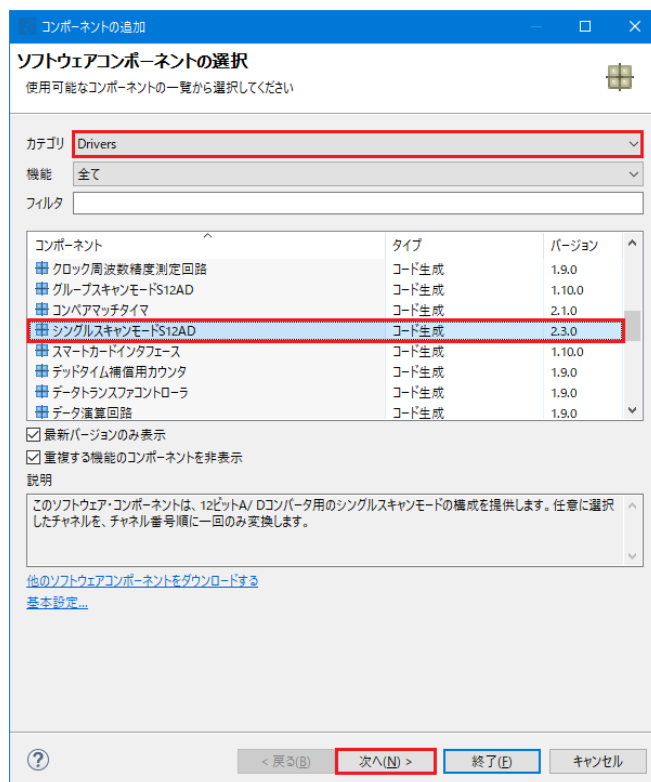 コンポーネントの追加
ソフトウェアコンポーネントの選択
使用可能なコンポーネントの一覧から選択してください
カテゴリ Drivers
機能 全て
フィルタ
コンポーネント タイプ バージョン
クロック周波数精度測定回路 コード生成 1.9.0
グループスキャンモードS12AD コード生成 1.10.0
コンペアマッチタイマ コード生成 2.1.0
シングルスキャンモードS12AD コード生成 2.3.0
スマートカードインタフェース コード生成 1.10.0
デッドタイム補償用カウンタ コード生成 1.9.0
データトランスファコントローラ コード生成 1.9.0
データ演算回路 コード生成 1.9.0
最新バージョンのみ表示
重複する機能のコンポーネントを非表示
説明
このソフトウェア・コンポーネントは、12ビットA/ Dコンバータ用のシングルスキャンモードの構成を提供します。任意に選択
したチャネルを、チャネル番号順に一回のみ変換します。
他のソフトウェアコンポーネントをダウンロードする
基本設定...
? < 戻る(B) 次へ(N) > 終了(F) キャンセル